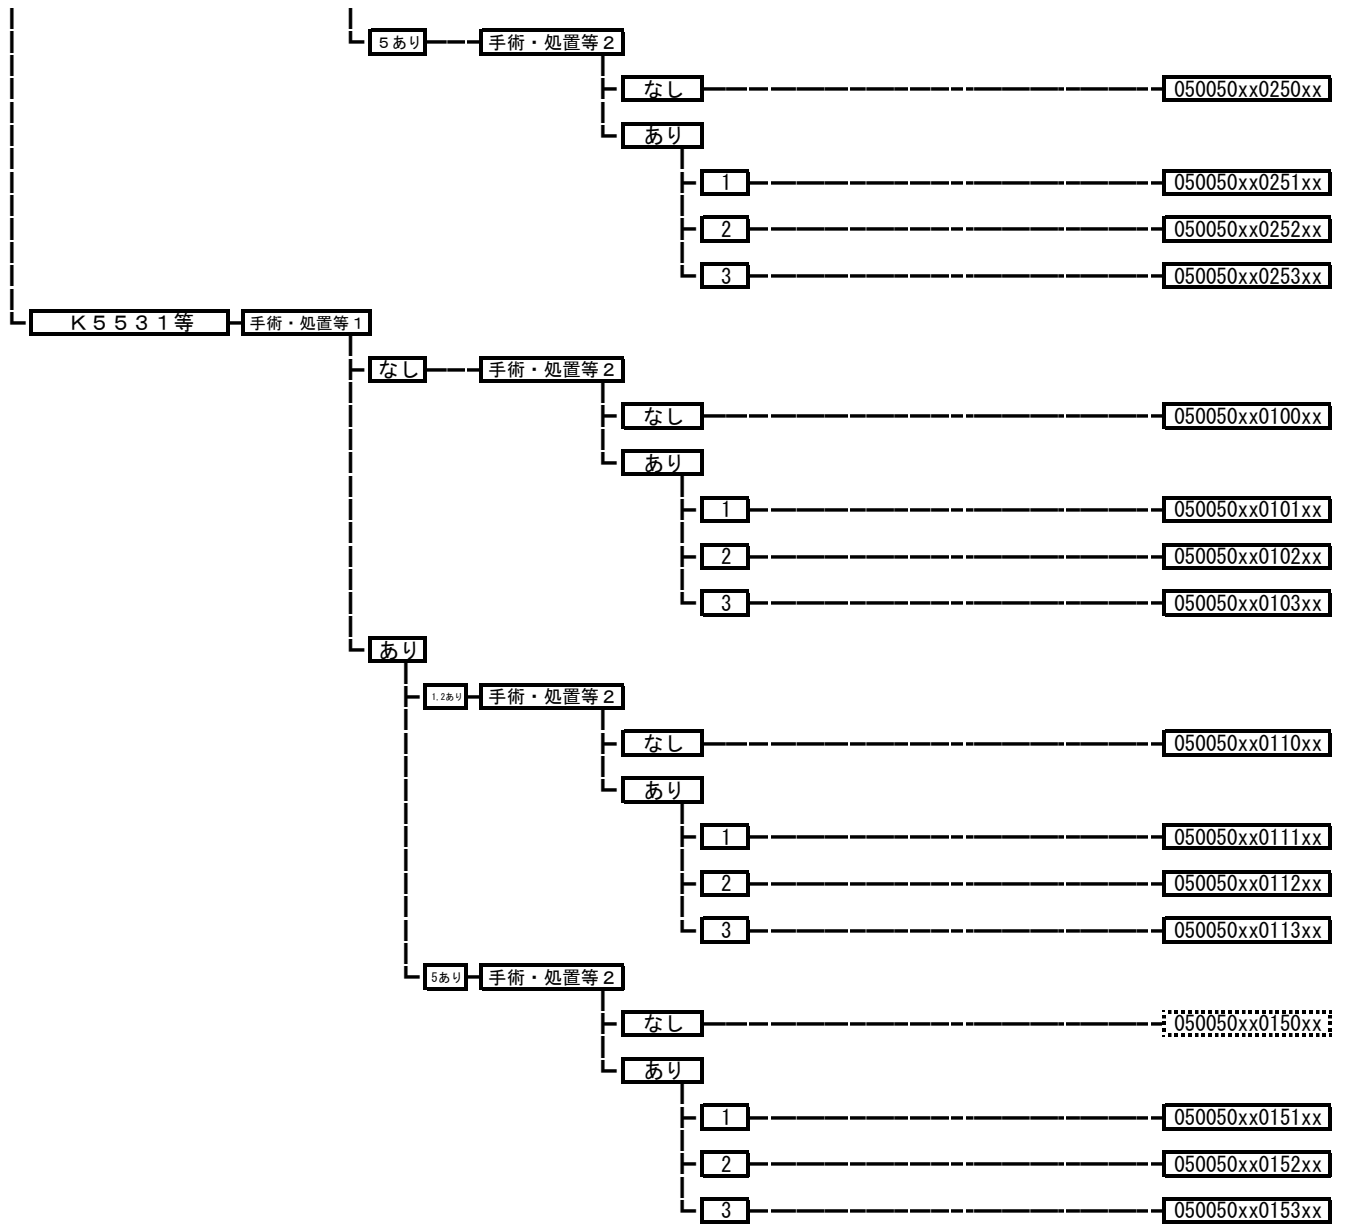 ５あり 手術・処置等２
なし 050050xx0250xx
あり
1 050050xx0251xx
2 050050xx0252xx
3 050050xx0253xx
Ｋ５５３１等 手術・処置等１
なし 手術・処置等２
なし 050050xx0100xx
あり
1 050050xx0101xx
2 050050xx0102xx
3 050050xx0103xx
あり
1,2あり 手術・処置等２
なし 050050xx0110xx
あり
1 050050xx0111xx
2 050050xx0112xx
3 050050xx0113xx
5あり 手術・処置等２
なし 050050xx0150xx
あり
1 050050xx0151xx
2 050050xx0152xx
3 050050xx0153xx